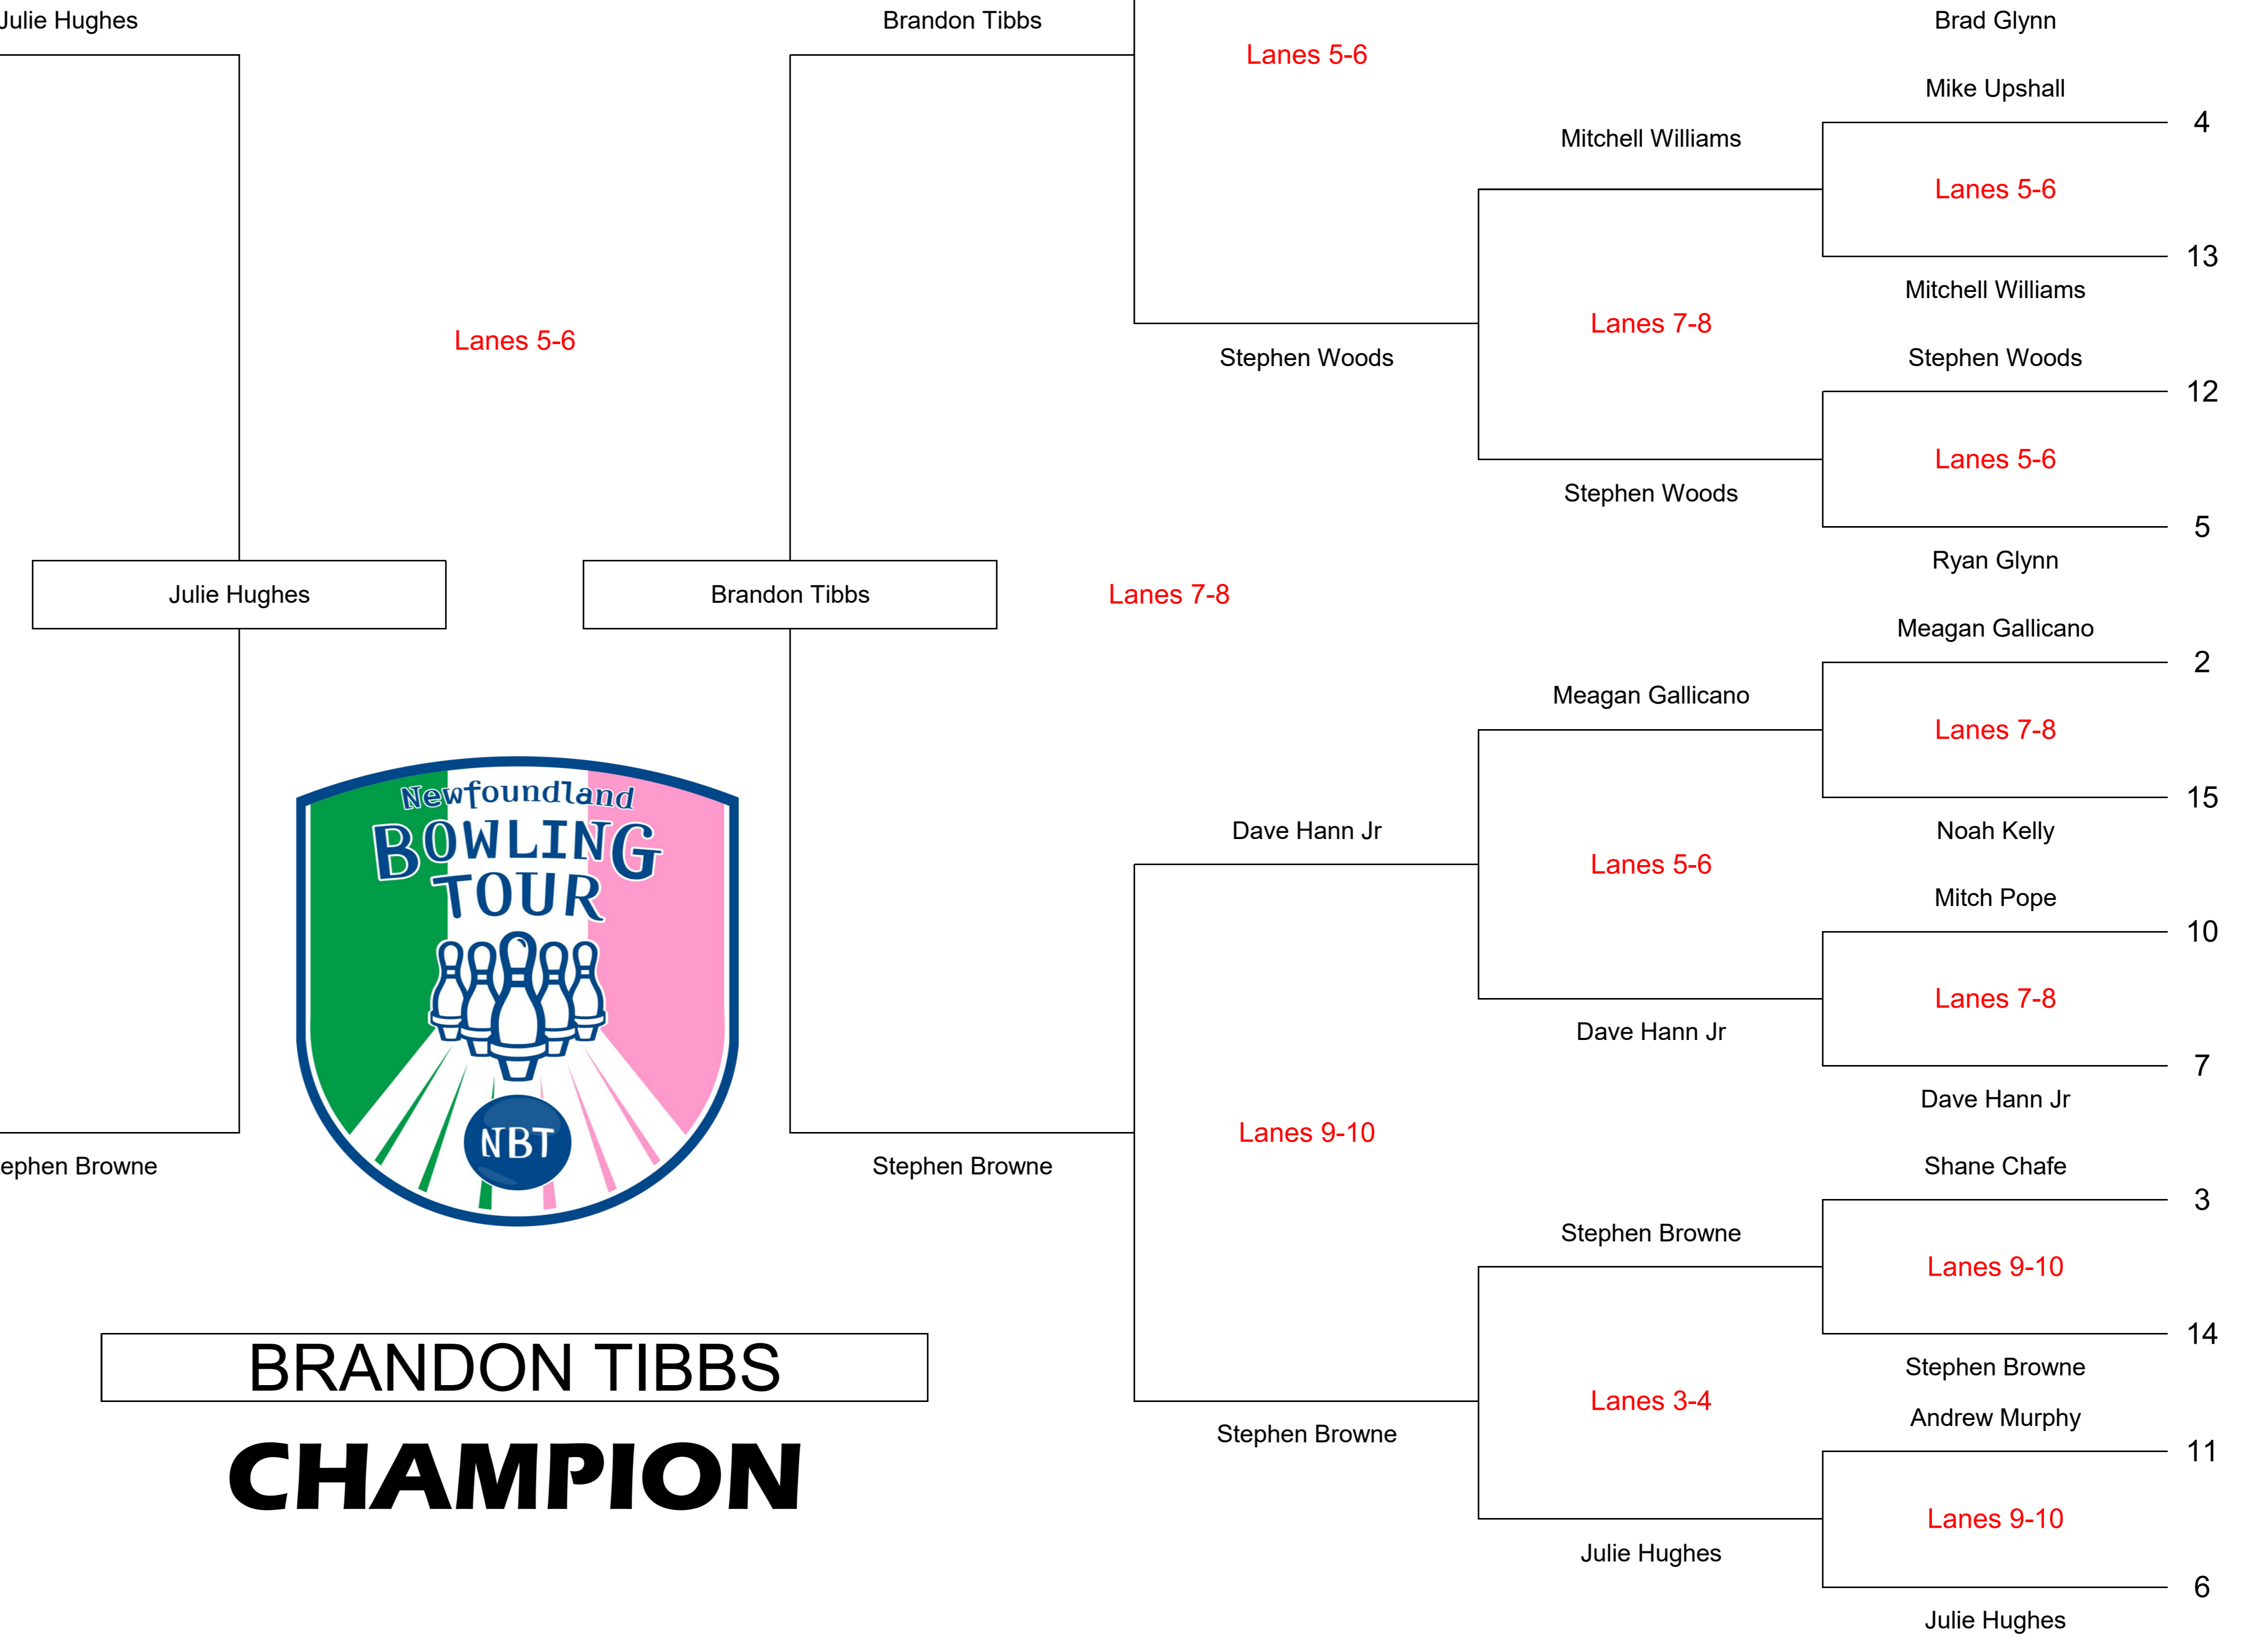 Julie Hughes
Brandon Tibbs
Brad Glynn
Lanes 5-6
Mike Upshall
4
Mitchell Williams
Lanes 5-6
13
Mitchell Williams
Lanes 7-8
Lanes 5-6
Stephen Woods
Stephen Woods
12
Lanes 5-6
Stephen Woods
5
Ryan Glynn
Julie Hughes
Brandon Tibbs
Lanes 7-8
Meagan Gallicano
2
Meagan Gallicano
Lanes 7-8
15
Newfoundland
BOWLING
TOUR
NBT
Dave Hann Jr
Noah Kelly
Lanes 5-6
Mitch Pope
10
Lanes 7-8
Dave Hann Jr
7
Dave Hann Jr
Lanes 9-10
ephen Browne
Stephen Browne
Shane Chafe
3
Stephen Browne
Lanes 9-10
14
BRANDON TIBBS
CHAMPION
Stephen Browne
Lanes 3-4
Andrew Murphy
Stephen Browne
11
Lanes 9-10
Julie Hughes
6
Julie Hughes